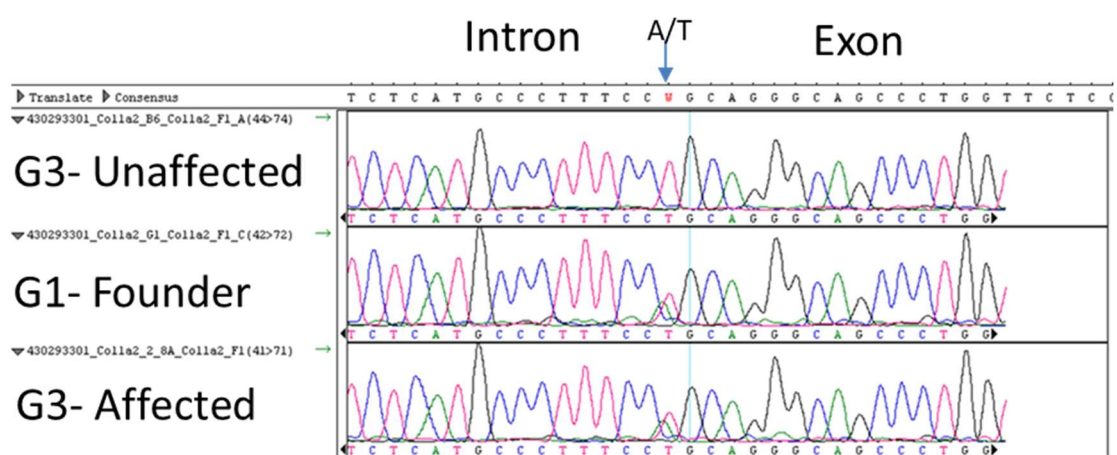 Intron A/T Exon
Translate Consensus T C T C A T G C C C T T T C C W G C A G G G C A G C C C T G G T T C T C C
430293301_Col1a2_B6_Col1a2_F1_A(44>74)
G3- Unaffected
T C T C A T G C C C T T T C C T G C A G G G C A G C C C T G G
430293301_Col1a2_G1_Col1a2_F1_C(42>72)
G1- Founder
T C T C A T G C C C T T T C C T G C A G G G C A G C C C T G G
430293301_Col1a2_2_8A_Col1a2_F1(41>71)
G3- Affected
T C T C A T G C C C T T T C C T G C A G G G C A G C C C T G G